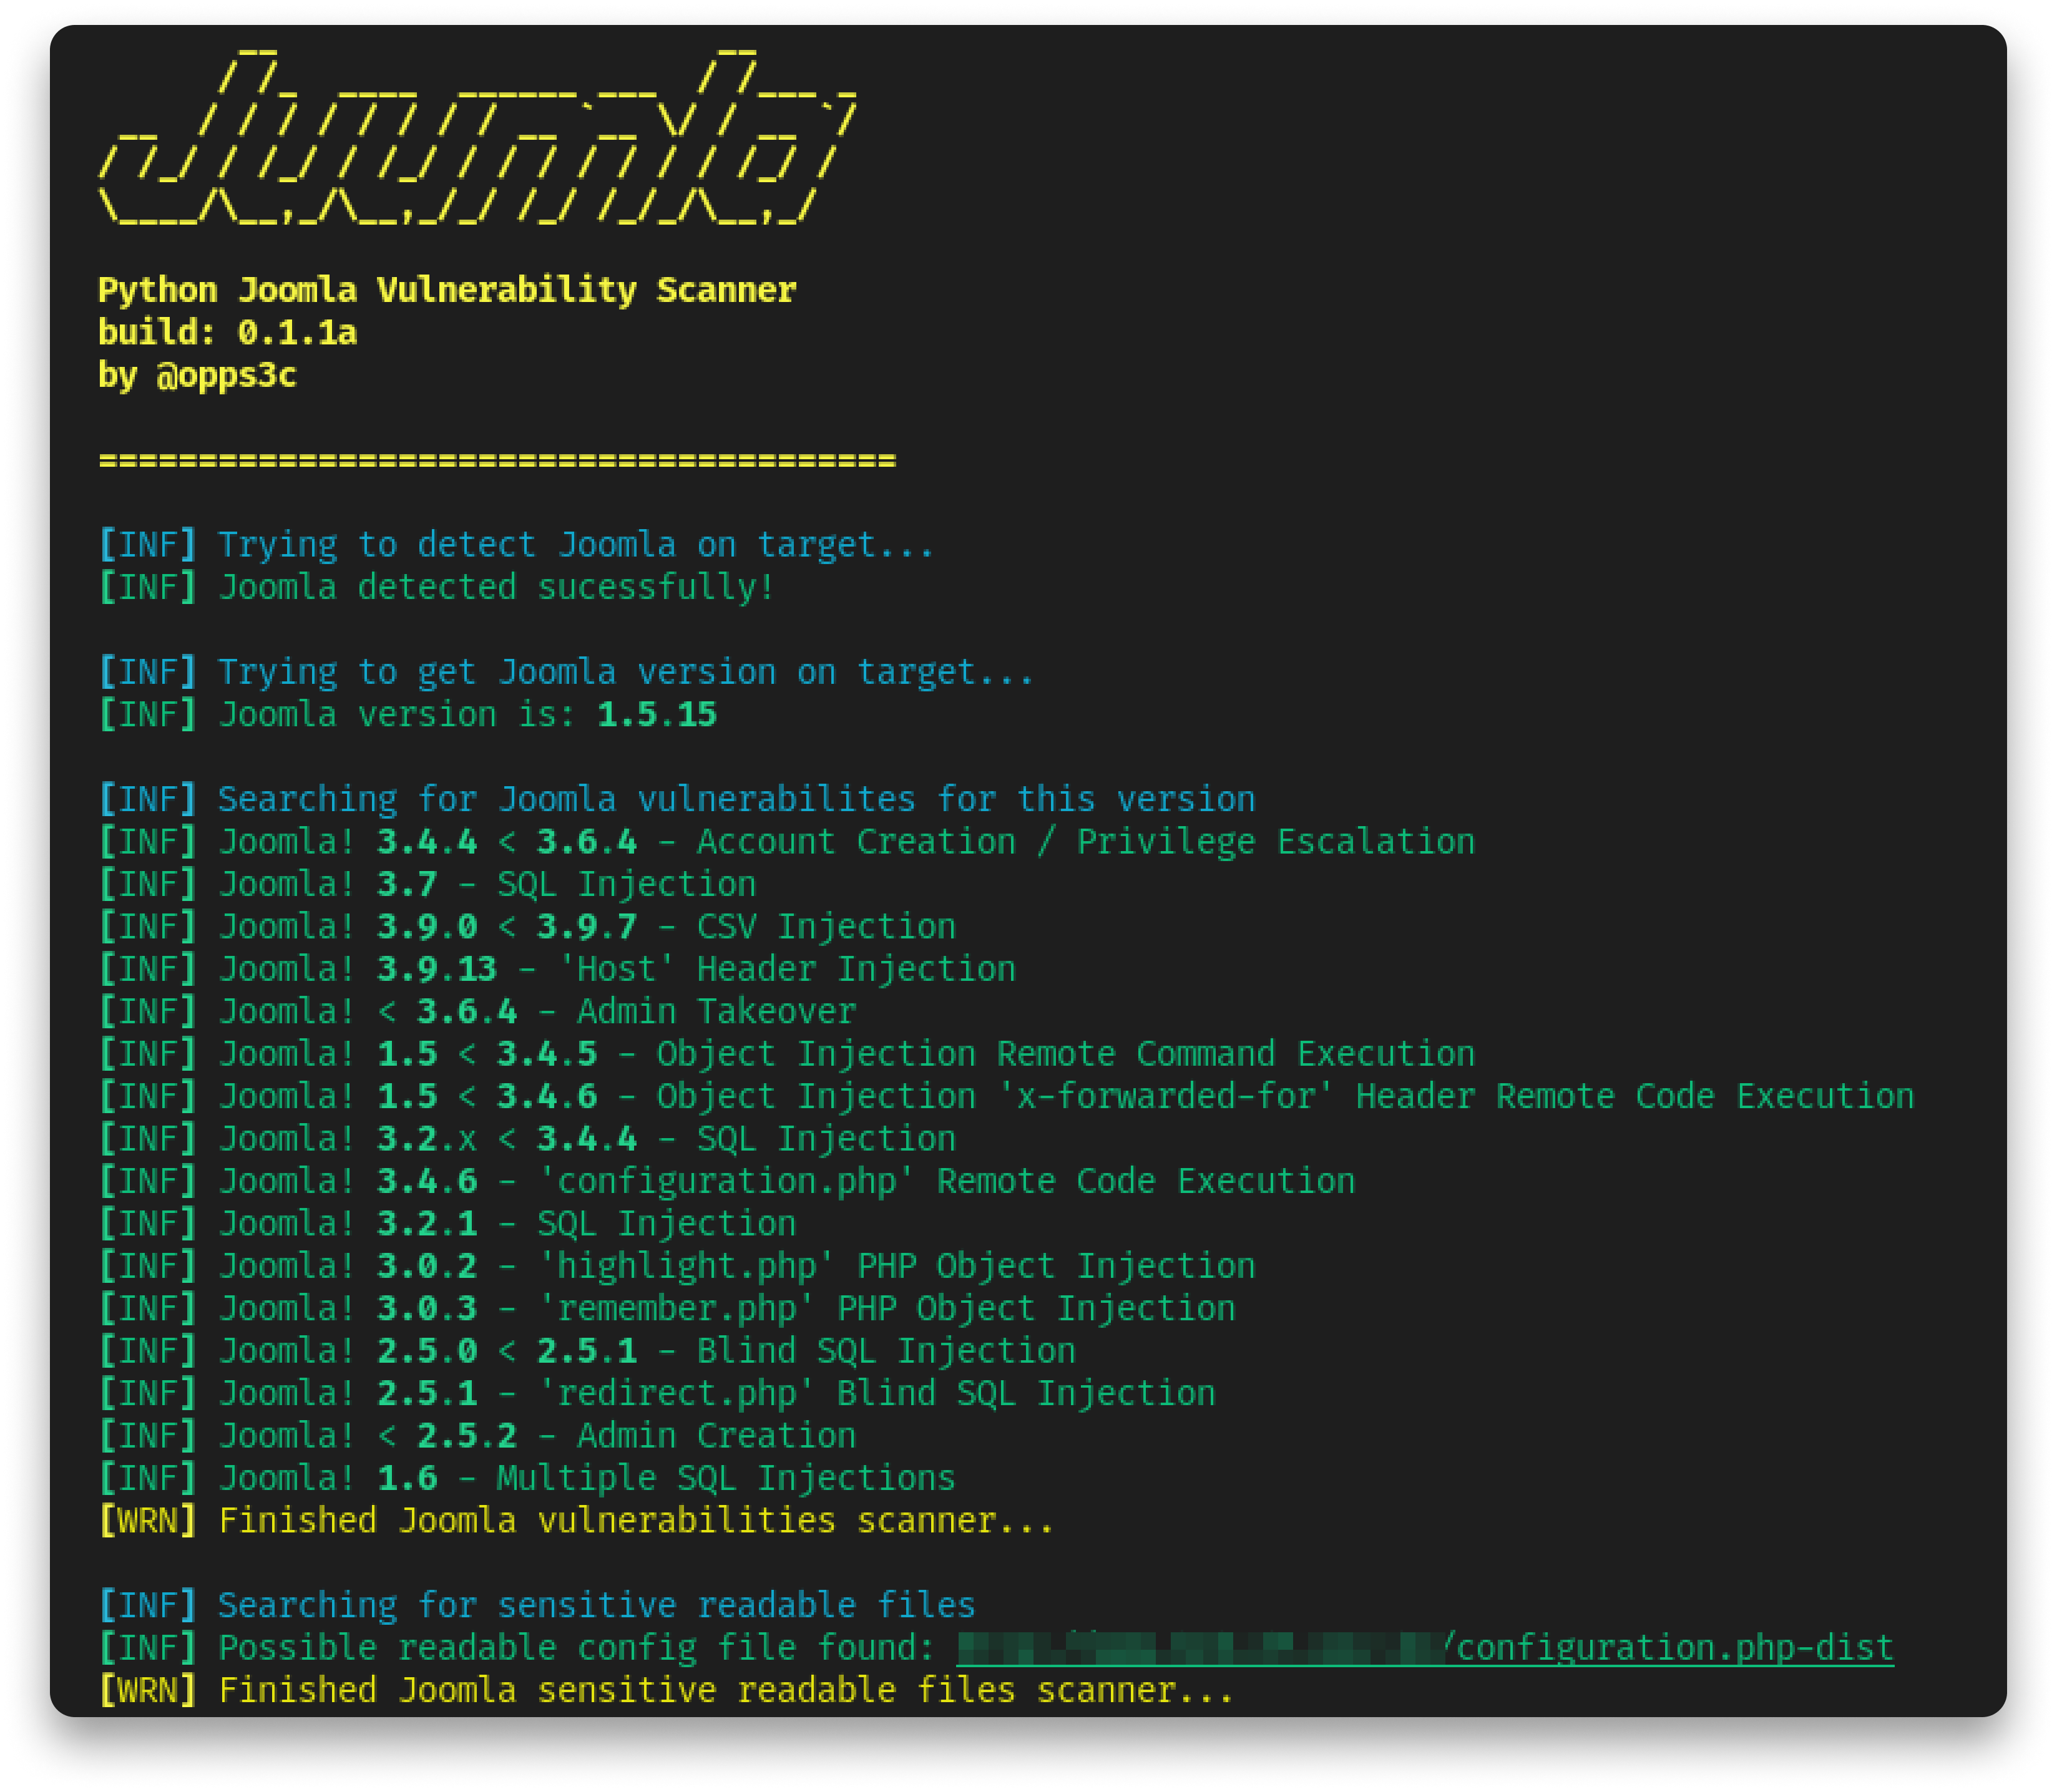 Juumla
Python Joomla Vulnerability Scanner
build: 0.1.1a
by @opps3c
========================================
[INF] Trying to detect Joomla on target...
[INF] Joomla detected sucessfully!
[INF] Trying to get Joomla version on target...
[INF] Joomla version is: 1.5.15
[INF] Searching for Joomla vulnerabilites for this version
[INF] Joomla! 3.4.4 < 3.6.4 - Account Creation / Privilege Escalation
[INF] Joomla! 3.7 - SQL Injection
[INF] Joomla! 3.9.0 < 3.9.7 - CSV Injection
[INF] Joomla! 3.9.13 - 'Host' Header Injection
[INF] Joomla! < 3.6.4 - Admin Takeover
[INF] Joomla! 1.5 < 3.4.5 - Object Injection Remote Command Execution
[INF] Joomla! 1.5 < 3.4.6 - Object Injection 'x-forwarded-for' Header Remote Code Execution
[INF] Joomla! 3.2.x < 3.4.4 - SQL Injection
[INF] Joomla! 3.4.6 - 'configuration.php' Remote Code Execution
[INF] Joomla! 3.2.1 - SQL Injection
[INF] Joomla! 3.0.2 - 'highlight.php' PHP Object Injection
[INF] Joomla! 3.0.3 - 'remember.php' PHP Object Injection
[INF] Joomla! 2.5.0 < 2.5.1 - Blind SQL Injection
[INF] Joomla! 2.5.1 - 'redirect.php' Blind SQL Injection
[INF] Joomla! < 2.5.2 - Admin Creation
[INF] Joomla! 1.6 - Multiple SQL Injections
[WRN] Finished Joomla vulnerabilities scanner...
[INF] Searching for sensitive readable files
[INF] Possible readable config file found: /configuration.php-dist
[WRN] Finished Joomla sensitive readable files scanner...